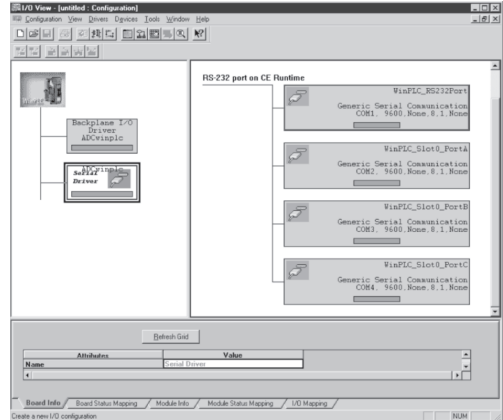 I/O View - [untitled : Configuration]
Configuration View Drivers Devices Tools Window Help
Backplane I/O
Driver
ADCwinplc
ADCwinplc
Serial
Driver
RS-232 port on CE Runtime
WinPLC_RS232Port
Generic Serial Communication
COM1, 9600,None,8,1,None
WinPLC_Slot0_PortA
Generic Serial Communication
COM2, 9600,None,8,1,None
WinPLC_Slot0_PortB
Generic Serial Communication
COM3, 9600,None,8,1,None
WinPLC_Slot0_PortC
Generic Serial Communication
COM4, 9600,None,8,1,None
Refresh Grid
Attributes Value
Name Serial Driver
Board Info Board Status Mapping Module Info Module Status Mapping I/O Mapping
Create a new I/O configuration NUM